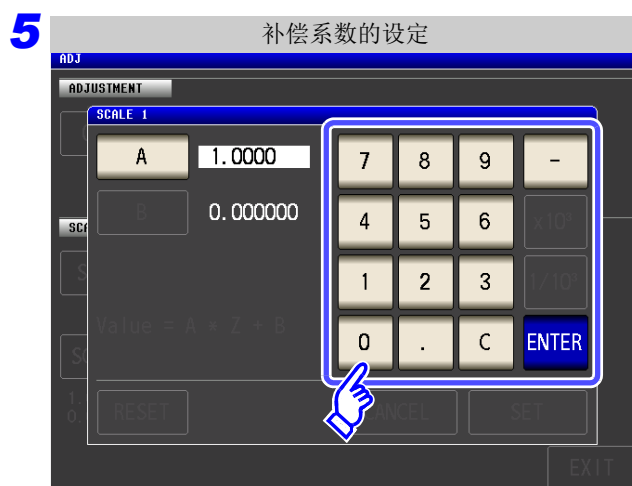 5
补偿系数的设定
ADJ
ADJUSTMENT
SCALE 1
A 1.0000 7 8 9 -
B 0.000000 4 5 6 x10³
1 2 3 1/10³
Value = A * Z + B
0 . C ENTER
RESET SET
EXIT